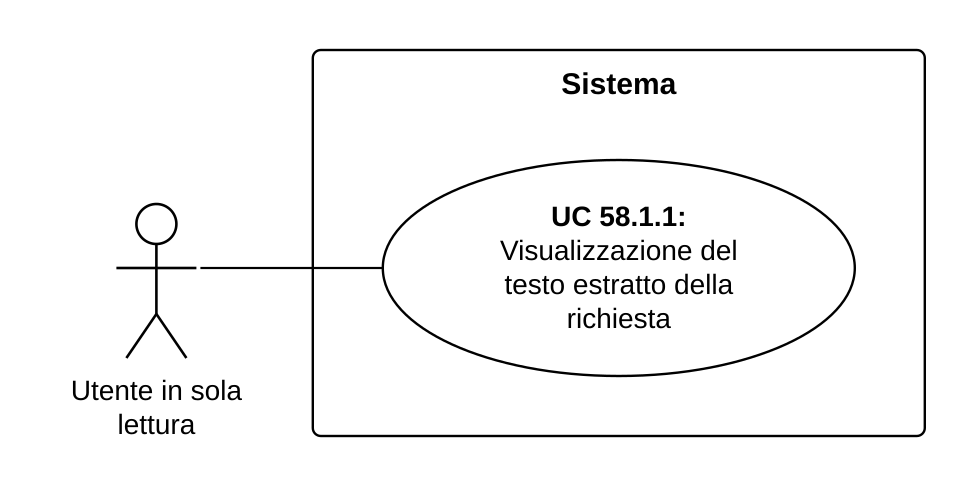 Sistema
UC 58.1.1:
Visualizzazione del
testo estratto della
richiesta
Utente in sola
lettura